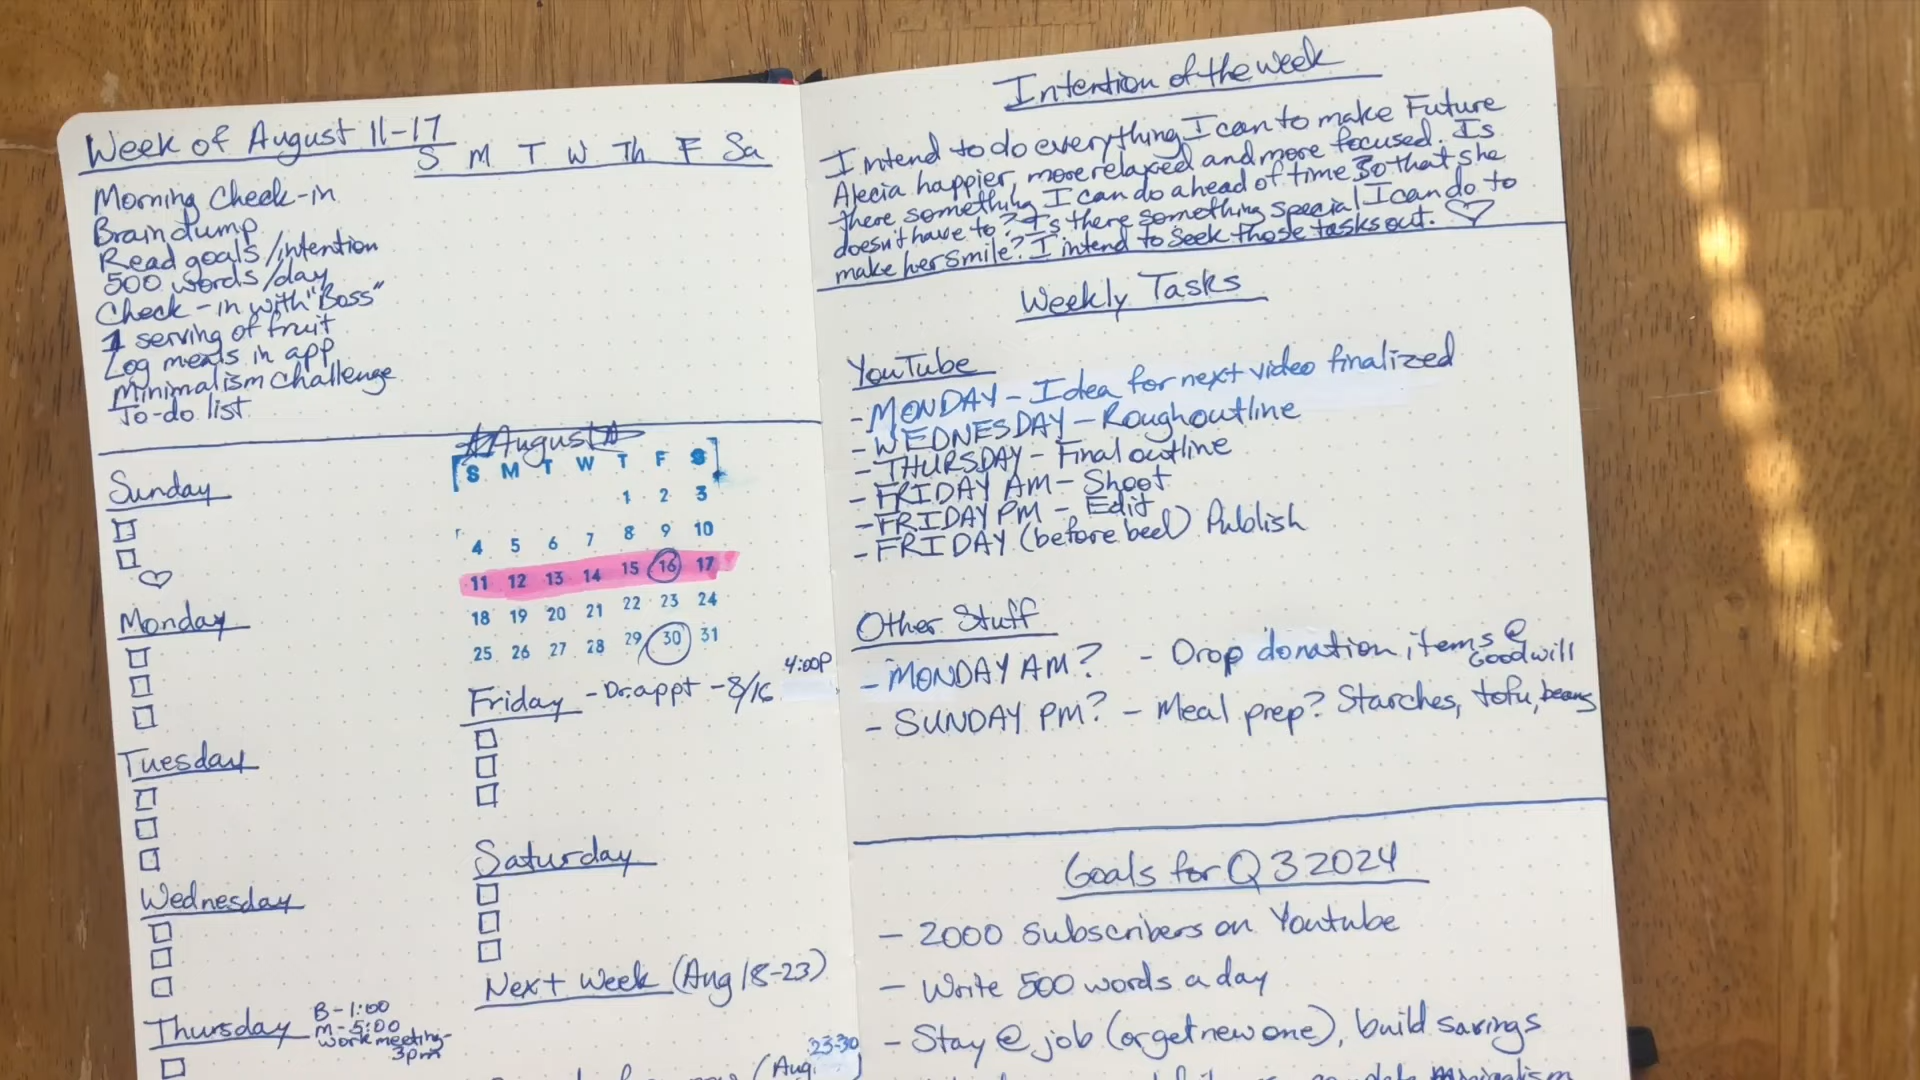 Week of August 11-17
S M T W Th F Sa
Morning Check-in
Brain dump
Read goals/intention
500 words/day
Check-in with "Boss"
1 serving of fruit
Log meals in app
Minimalism Challenge
To-do list
Sunday
Monday
Tuesday
Wednesday
Thursday
B-1:00
M-5:00
work meeting-
3pm
August
S M T W T F S
1 2 3
4 5 6 7 8 9 10
11 12 13 14 15 16 17
18 19 20 21 22 23 24
25 26 27 28 29 30 31
Friday - Dr. appt - 8/16 4:00P
Saturday
Next Week (Aug 18-23)
(Aug. 23-30)
Intention of the week
I intend to do everything I can to make Future
Alecia happier, more relaxed and more focused. Is
there something I can do ahead of time so that she
doesn't have to? Is there something special I can do to
make her smile? I intend to seek those tasks out.
Weekly Tasks
YouTube
- MONDAY - Idea for next video finalized
- WEDNESDAY - Rough outline
- THURSDAY - Final outline
- FRIDAY AM - Shoot
- FRIDAY PM - Edit
- FRIDAY (before bed) Publish
Other Stuff
- MONDAY AM? - Drop donation items @ Goodwill
- SUNDAY PM? - Meal prep? Starches, tofu, beans
Goals for Q3 2024
- 2000 subscribers on Youtube
- Write 500 words a day
- Stay @ job (or get new one), build savings
minimalism